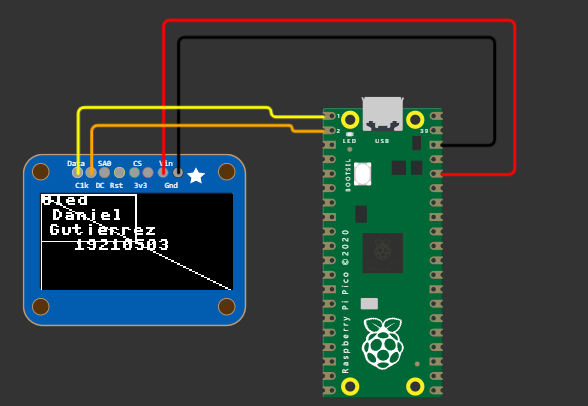 Data SA0 CS Vin
Clk DC Rst 3v3 Gnd
Oled
Daniel
Gutierrez
19210503
1
2
39
LED
USB
BOOTSEL
Raspberry Pi Pico ©2020